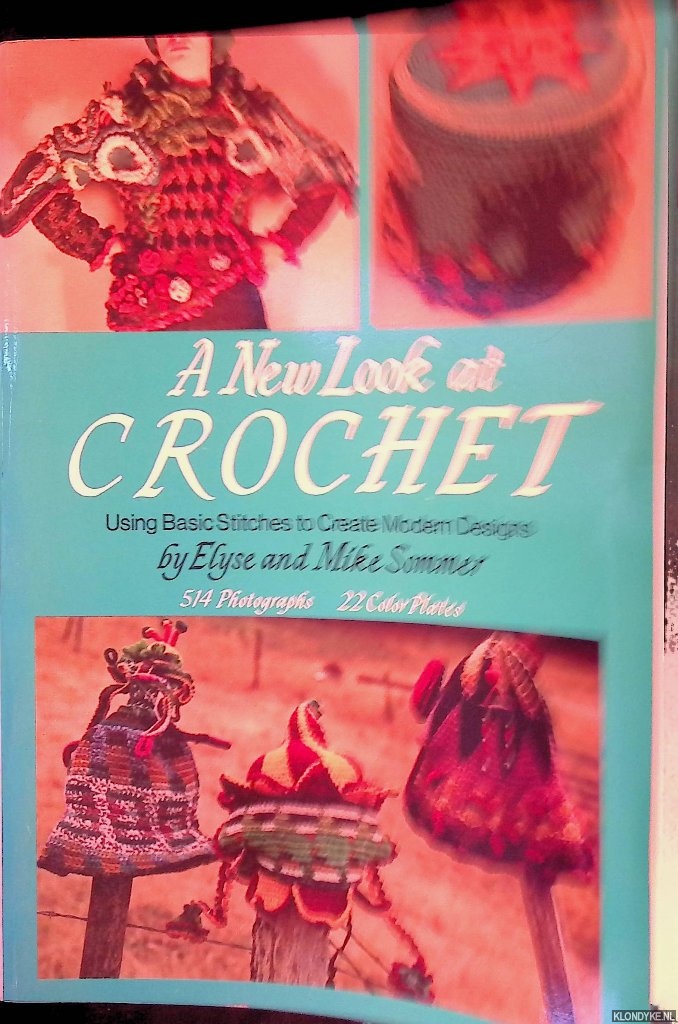 A New Look at
CROCHET
Using Basic Stitches to Create Modern Designs
by Elyse and Mike Sommer
514 Photographs 22 Color Plates
KLONDYKE.NL